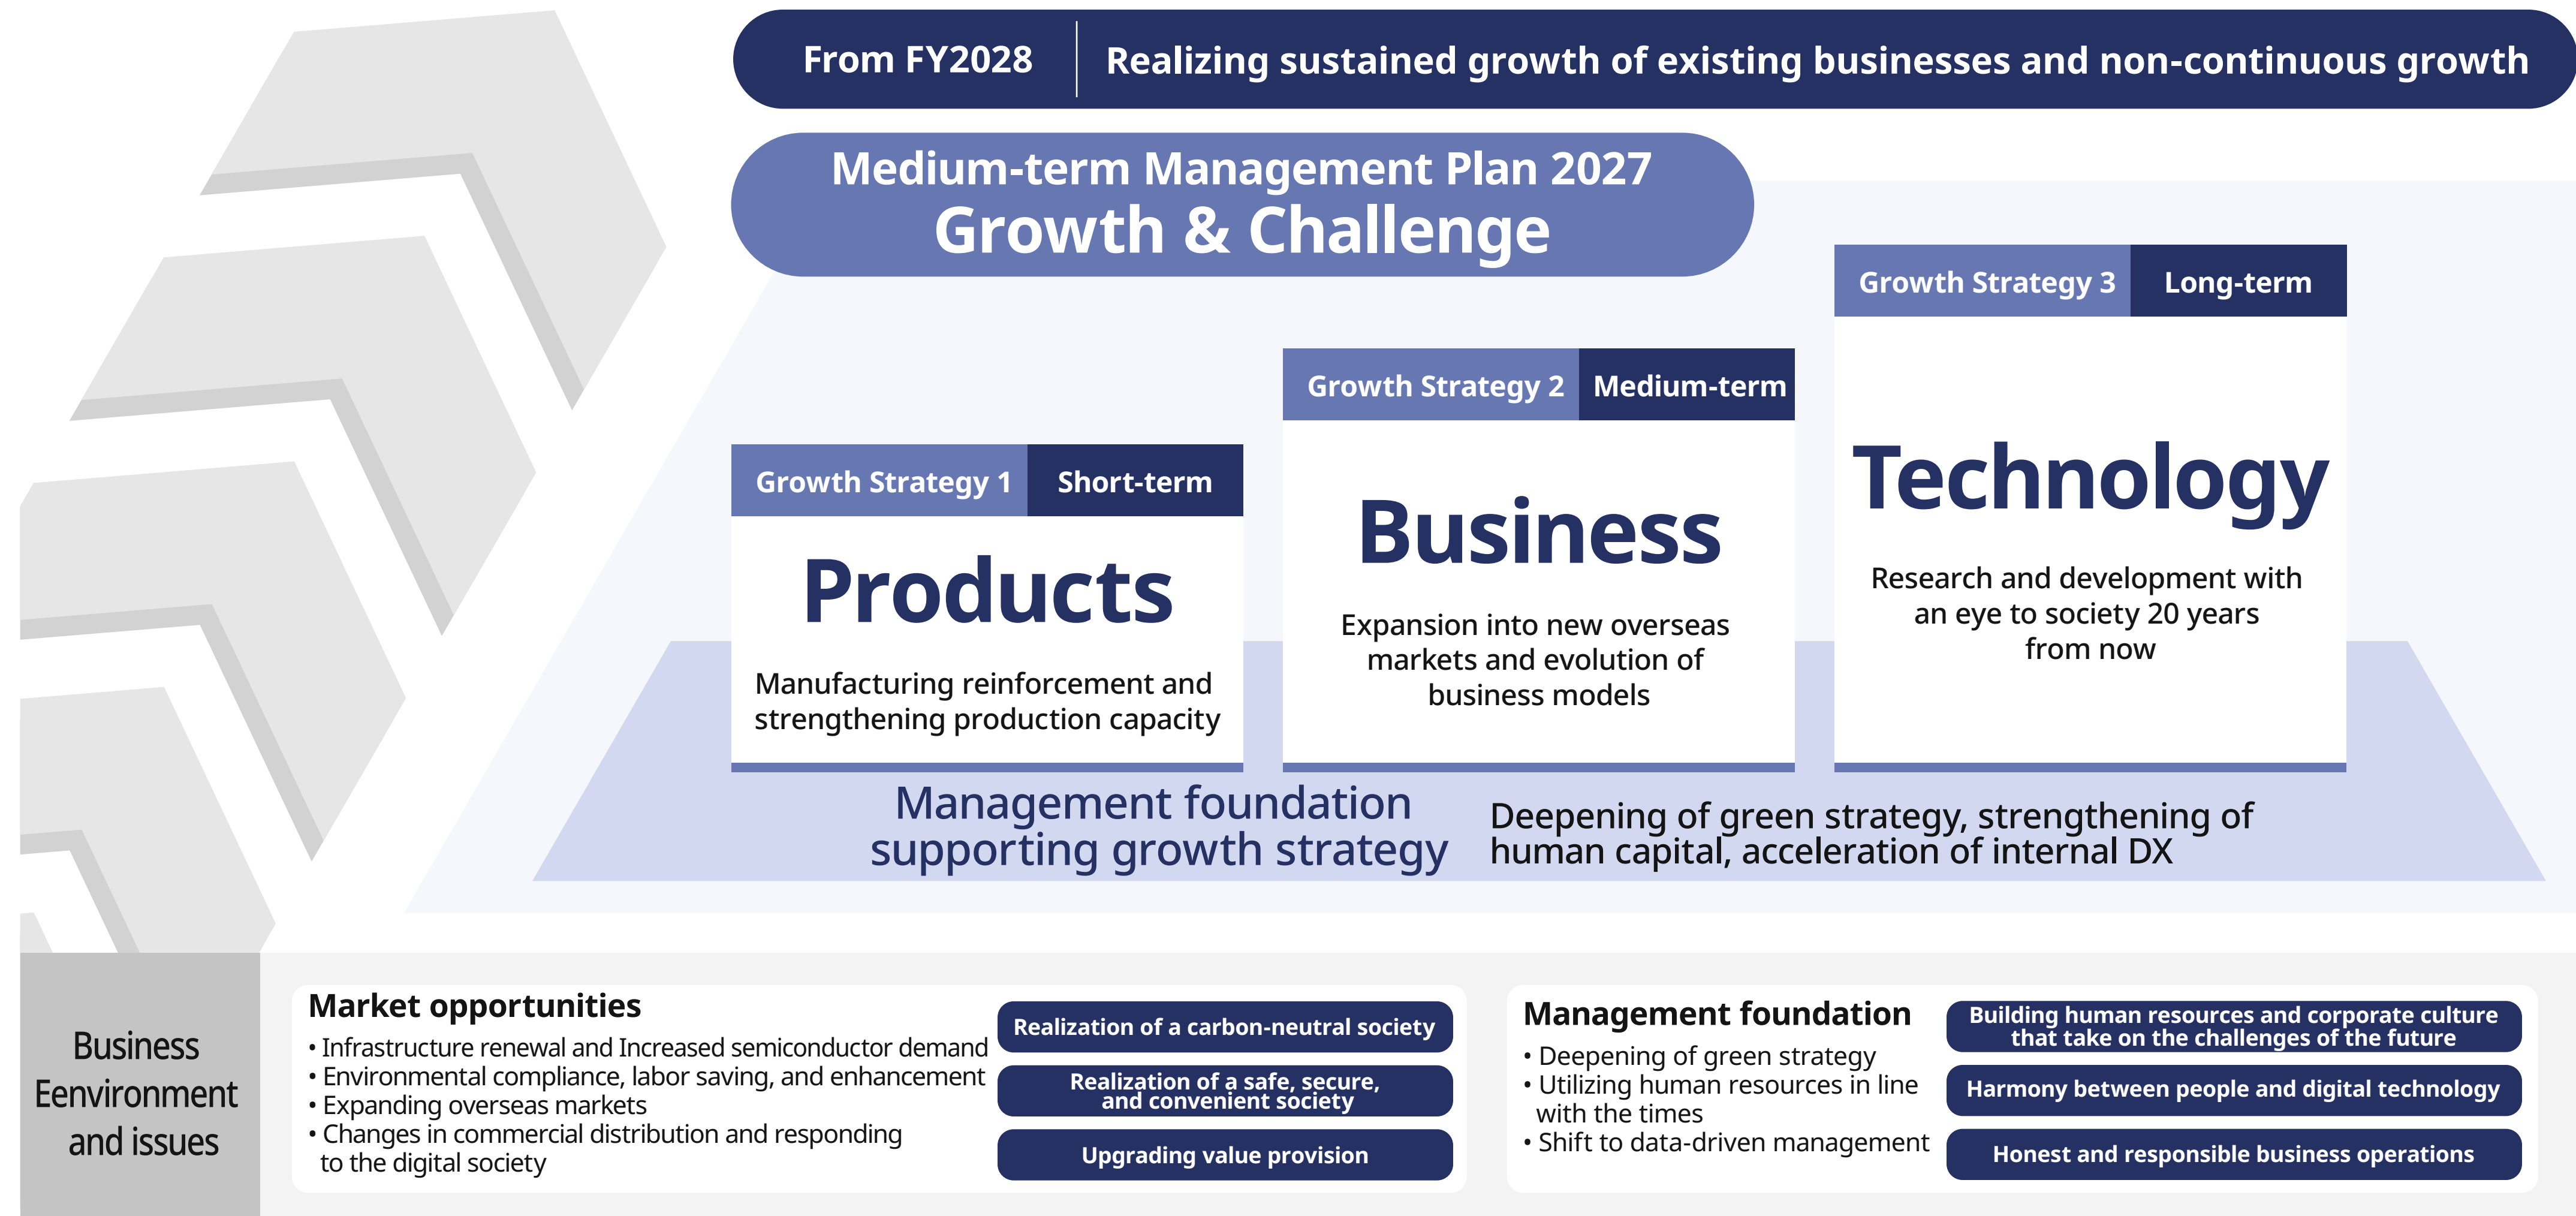 From FY2028
Realizing sustained growth of existing businesses and non-continuous growth
Medium-term Management Plan 2027
Growth & Challenge
Growth Strategy 1
Short-term
Products
Manufacturing reinforcement and
strengthening production capacity
Growth Strategy 2
Medium-term
Business
Expansion into new overseas
markets and evolution of
business models
Growth Strategy 3
Long-term
Technology
Research and development with
an eye to society 20 years
from now
Management foundation
supporting growth strategy
Deepening of green strategy, strengthening of
human capital, acceleration of internal DX
Business
Eenvironment
and issues
Market opportunities
• Infrastructure renewal and Increased semiconductor demand
• Environmental compliance, labor saving, and enhancement
• Expanding overseas markets
• Changes in commercial distribution and responding
to the digital society
Realization of a carbon-neutral society
Realization of a safe, secure,
and convenient society
Upgrading value provision
Management foundation
• Deepening of green strategy
• Utilizing human resources in line
with the times
• Shift to data-driven management
Building human resources and corporate culture
that take on the challenges of the future
Harmony between people and digital technology
Honest and responsible business operations